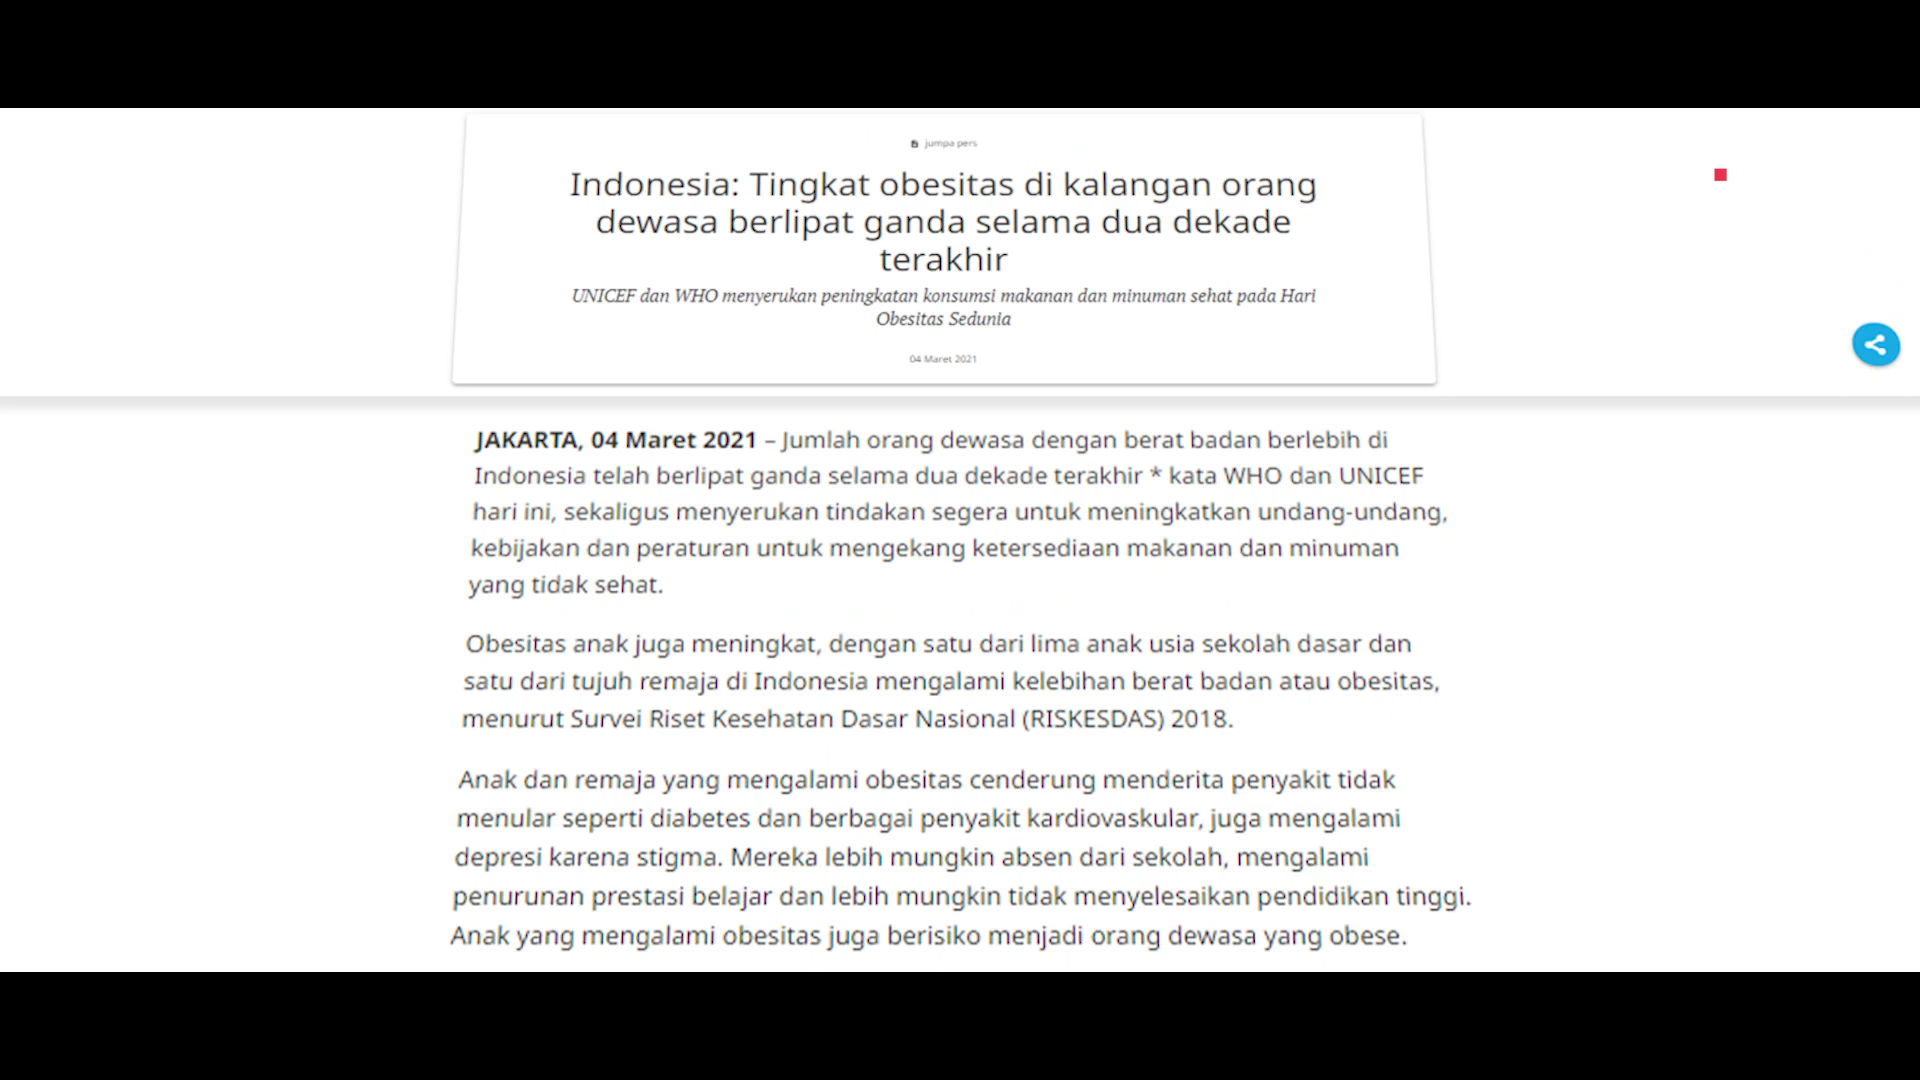 jumpa pers
Indonesia: Tingkat obesitas di kalangan orang
dewasa berlipat ganda selama dua dekade
terakhir
UNICEF dan WHO menyerukan peningkatan konsumsi makanan dan minuman sehat pada Hari
Obesitas Sedunia
04 Maret 2021
JAKARTA, 04 Maret 2021 – Jumlah orang dewasa dengan berat badan berlebih di
Indonesia telah berlipat ganda selama dua dekade terakhir * kata WHO dan UNICEF
hari ini, sekaligus menyerukan tindakan segera untuk meningkatkan undang-undang,
kebijakan dan peraturan untuk mengekang ketersediaan makanan dan minuman
yang tidak sehat.
Obesitas anak juga meningkat, dengan satu dari lima anak usia sekolah dasar dan
satu dari tujuh remaja di Indonesia mengalami kelebihan berat badan atau obesitas,
menurut Survei Riset Kesehatan Dasar Nasional (RISKESDAS) 2018.
Anak dan remaja yang mengalami obesitas cenderung menderita penyakit tidak
menular seperti diabetes dan berbagai penyakit kardiovaskular, juga mengalami
depresi karena stigma. Mereka lebih mungkin absen dari sekolah, mengalami
penurunan prestasi belajar dan lebih mungkin tidak menyelesaikan pendidikan tinggi.
Anak yang mengalami obesitas juga berisiko menjadi orang dewasa yang obese.